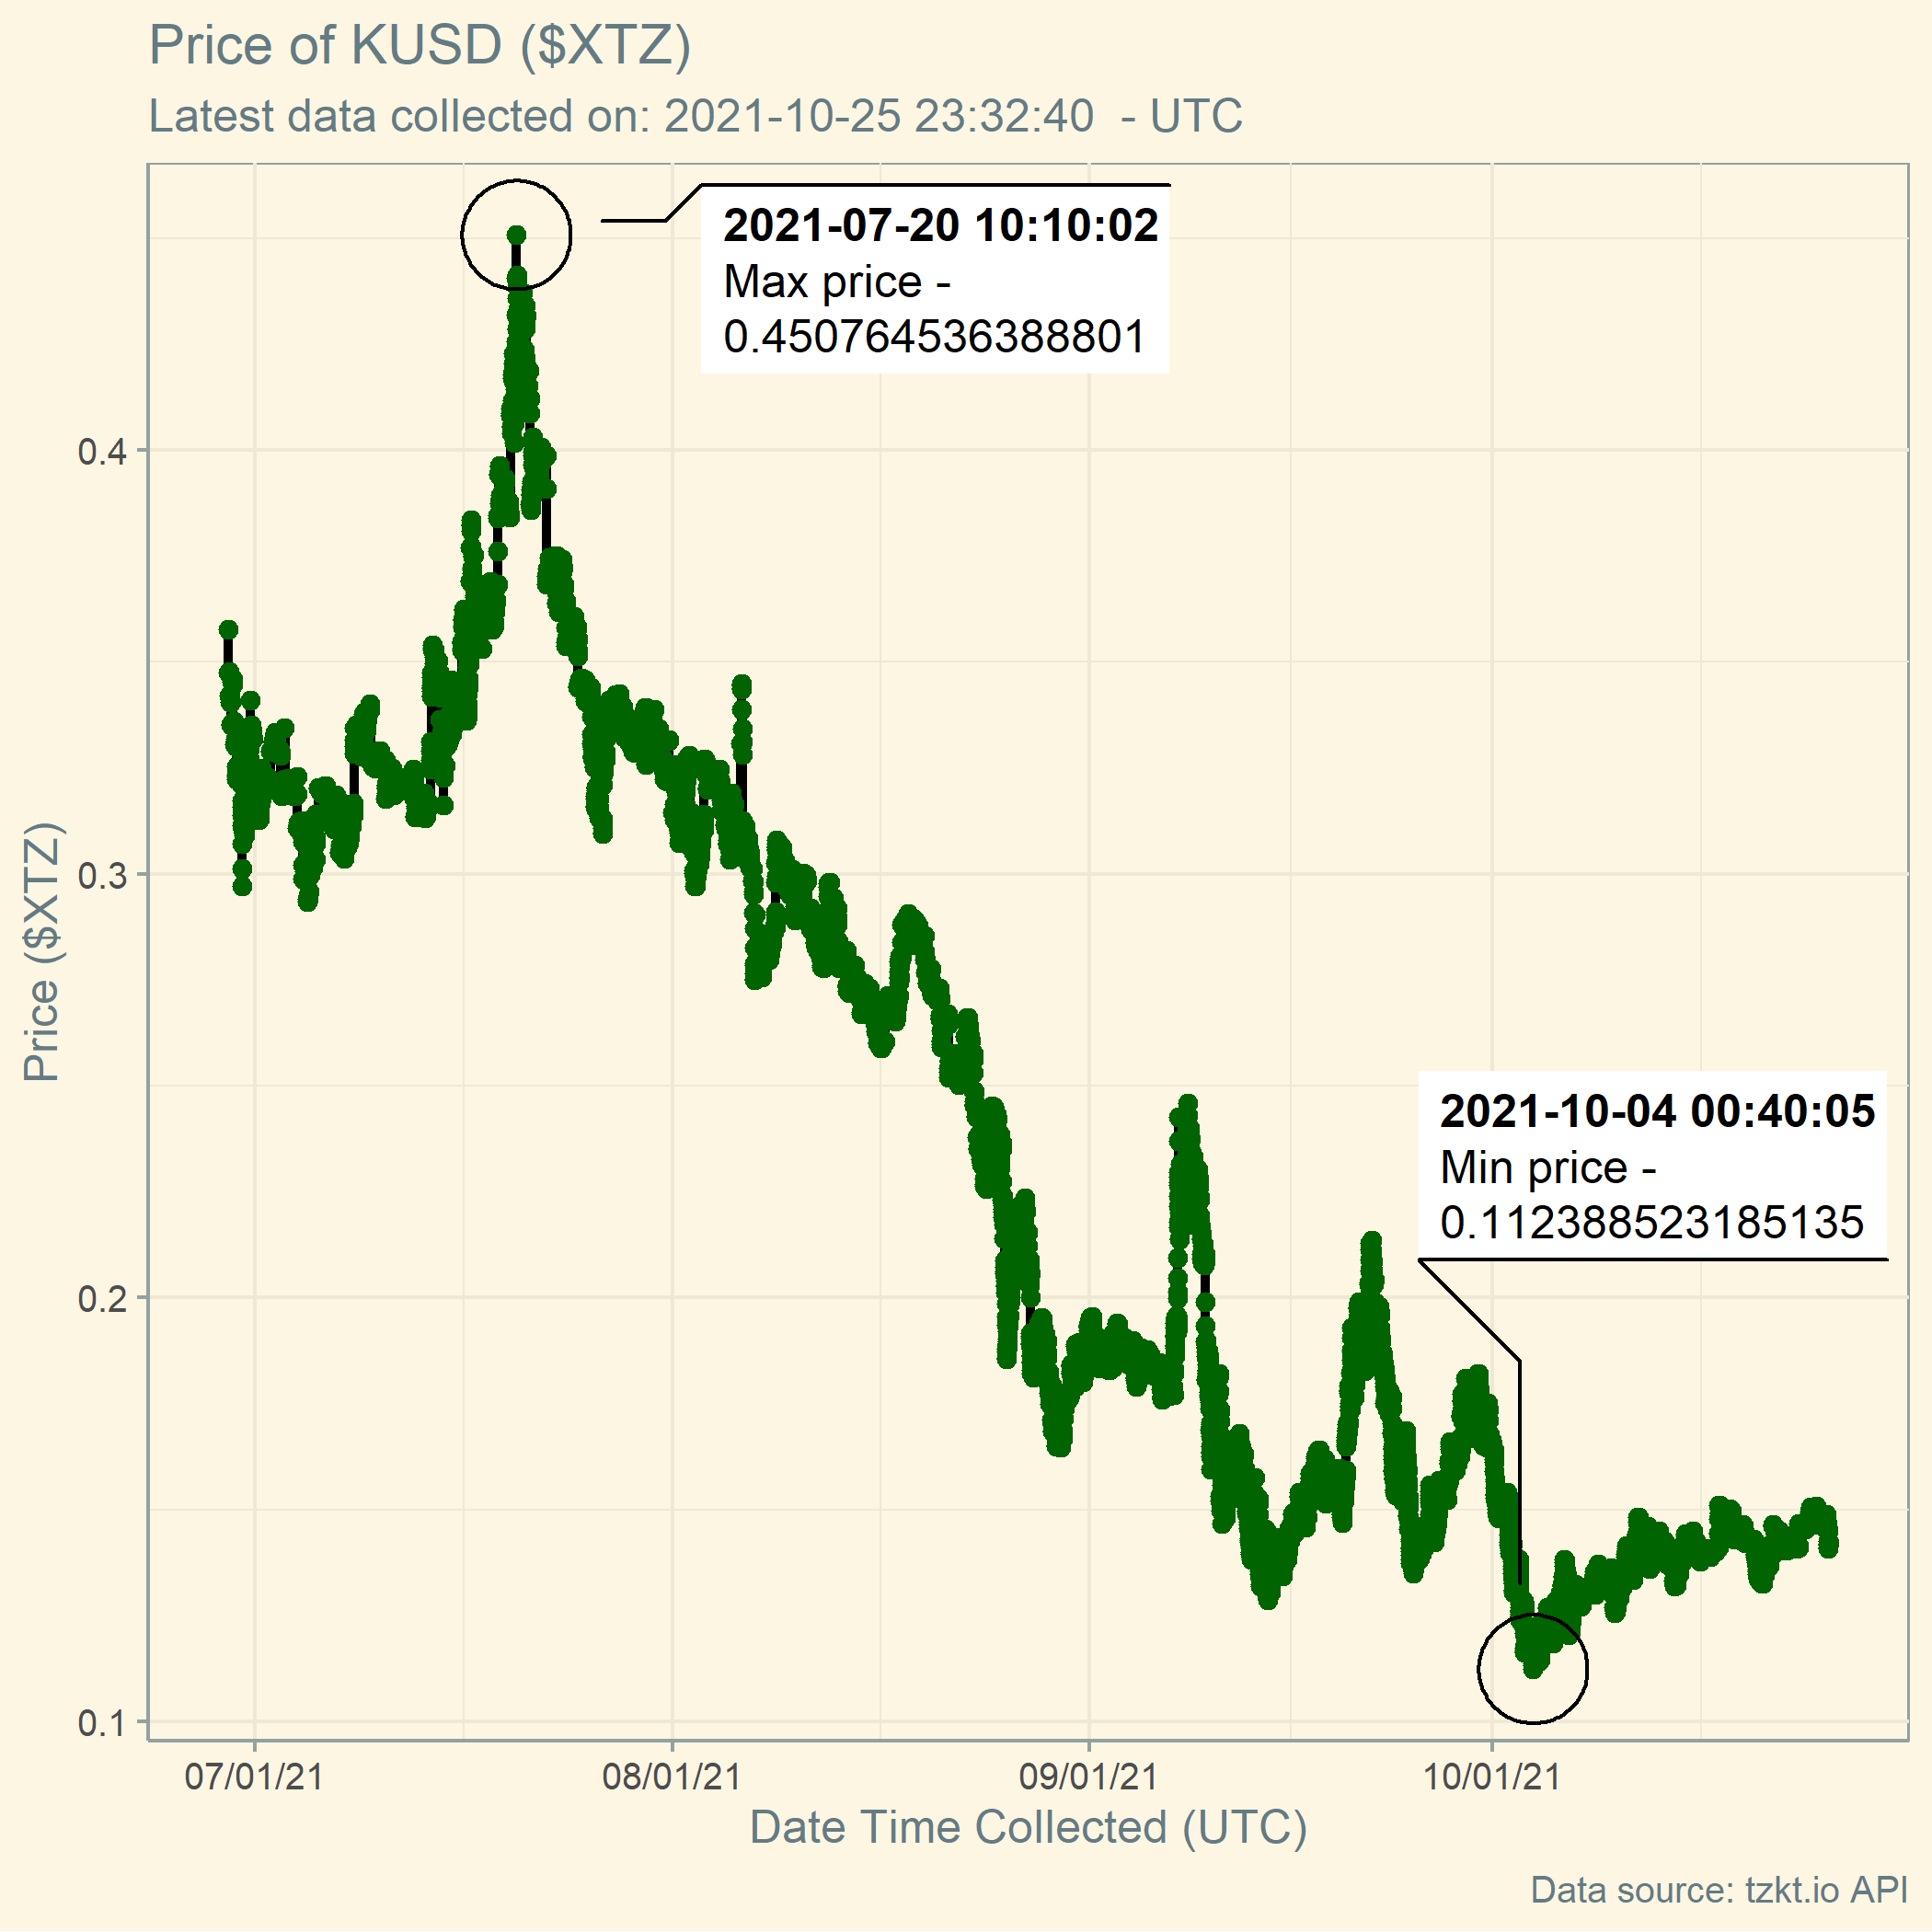 Price of KUSD ($XTZ)
Latest data collected on: 2021-10-25 23:32:40  - UTC
2021-07-20 10:10:02
Max price -
0.450764536388801
2021-10-04 00:40:05
Min price -
0.112388523185135
Price ($XTZ)
0.4
0.3
0.2
0.1
07/01/21
08/01/21
09/01/21
10/01/21
Date Time Collected (UTC)
Data source: tzkt.io API